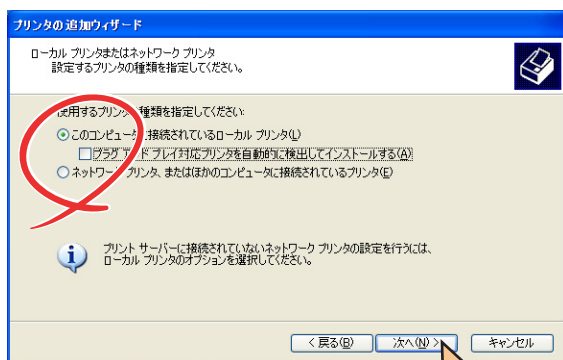 プリンタの追加ウィザード
ローカル プリンタまたはネットワーク プリンタ
設定するプリンタの種類を指定してください。
使用するプリンタの種類を指定してください:
このコンピュータに接続されているローカル プリンタ(L)
プラグ アンド プレイ対応プリンタを自動的に検出してインストールする(A)
ネットワーク プリンタ、またはほかのコンピュータに接続されているプリンタ(E)
プリント サーバーに接続されていないネットワーク プリンタの設定を行うには、
ローカル プリンタのオプションを選択してください。
< 戻る(B) 次へ(N) > キャンセル